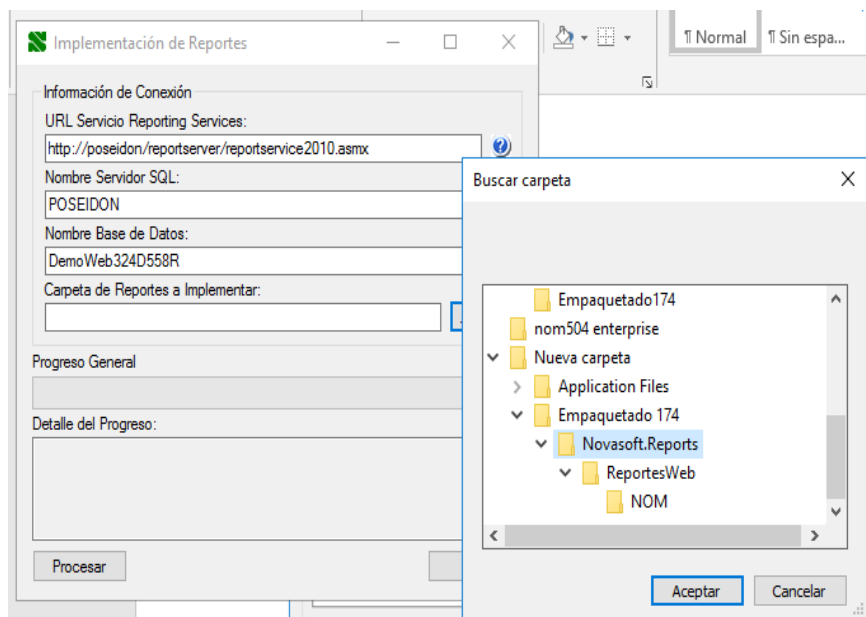 Implementación de Reportes
¶ Normal
¶ Sin espa...
Información de Conexión
URL Servicio Reporting Services:
http://poseidon/reportserver/reportservice2010.asmx
Nombre Servidor SQL:
POSEIDON
Nombre Base de Datos:
DemoWeb324D558R
Carpeta de Reportes a Implementar:
Progreso General
Detalle del Progreso:
Procesar
Buscar carpeta
Empaquetado174
nom504 enterprise
Nueva carpeta
Application Files
Empaquetado 174
Novasoft.Reports
ReportesWeb
NOM
Aceptar
Cancelar